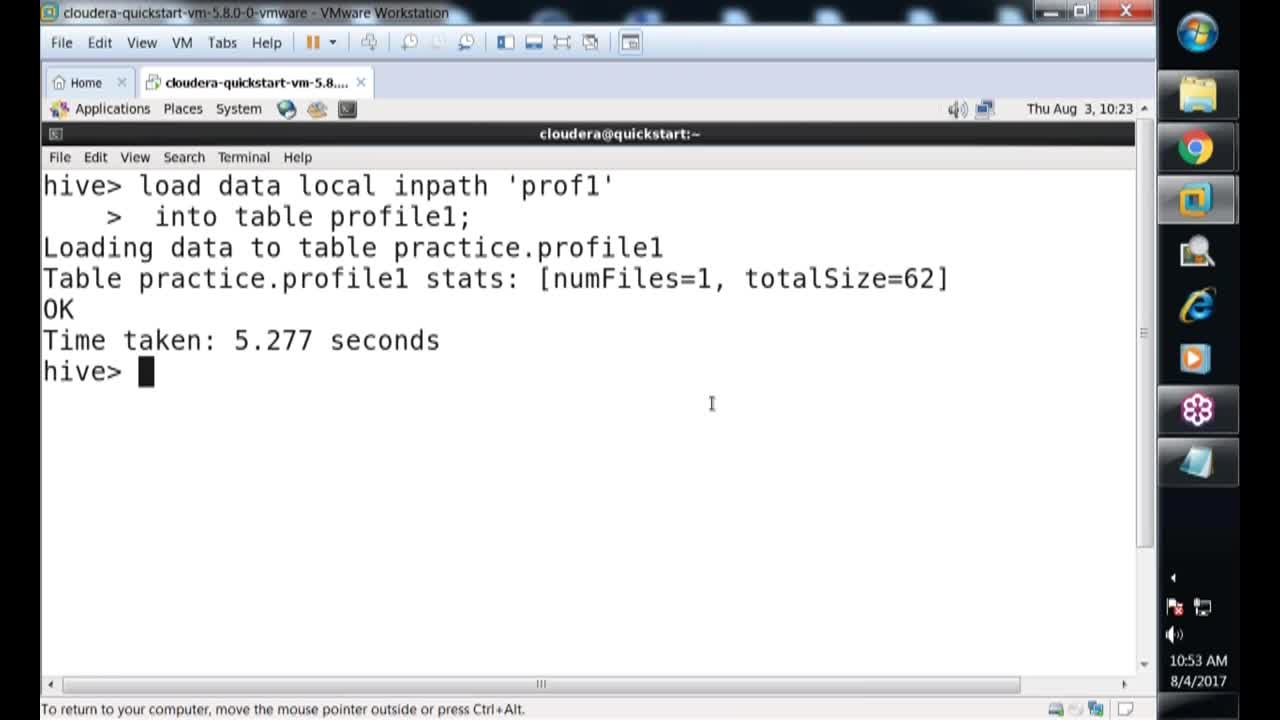 cloudera-quickstart-vm-5.8.0-0-vmware - VMware Workstation
File Edit View VM Tabs Help
Home cloudera-quickstart-vm-5.8....
Applications Places System Thu Aug 3, 10:23
cloudera@quickstart:~
File Edit View Search Terminal Help
hive> load data local inpath 'prof1'
> into table profile1;
Loading data to table practice.profile1
Table practice.profile1 stats: [numFiles=1, totalSize=62]
OK
Time taken: 5.277 seconds
hive>
To return to your computer, move the mouse pointer outside or press Ctrl+Alt.
10:53 AM
8/4/2017